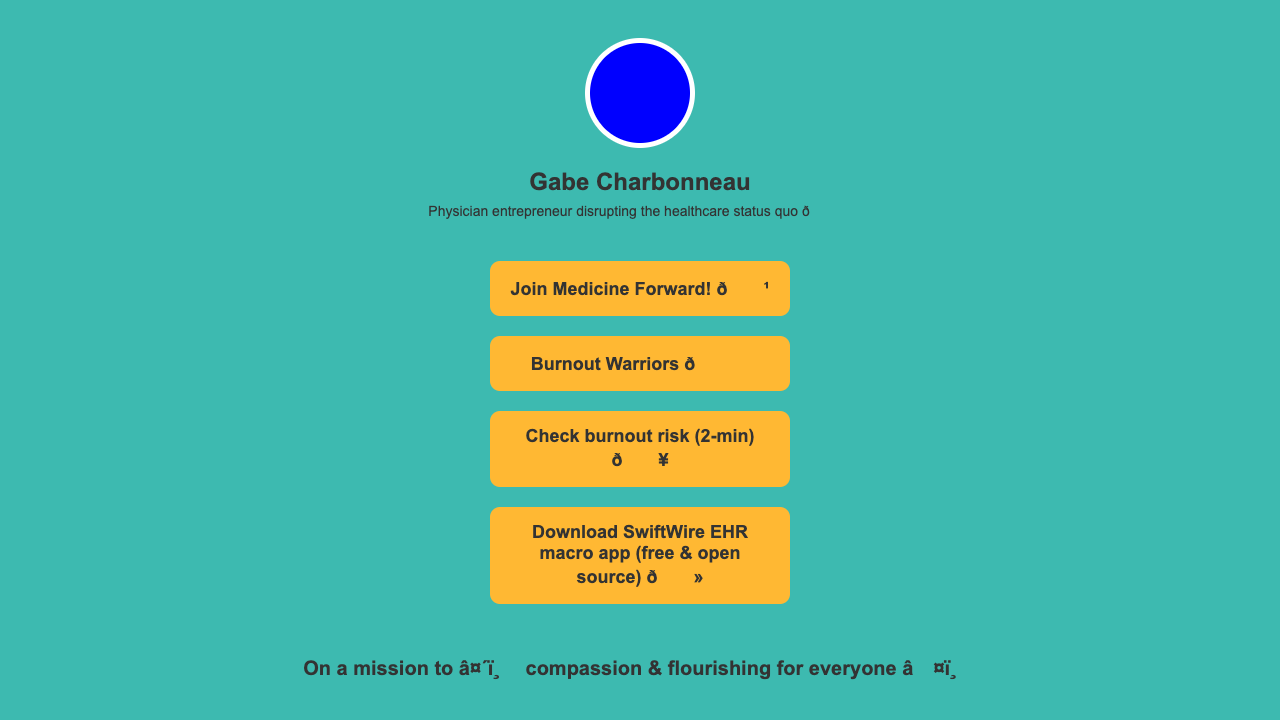 Gabe Charbonneau
Physician entrepreneur disrupting the healthcare status quo ð
Join Medicine Forward! ð ¹
Burnout Warriors ð
Check burnout risk (2-min)
ð ¥
Download SwiftWire EHR
macro app (free & open
source) ð »
On a mission to â¤´ï¸ compassion & flourishing for everyone â ¤ï¸